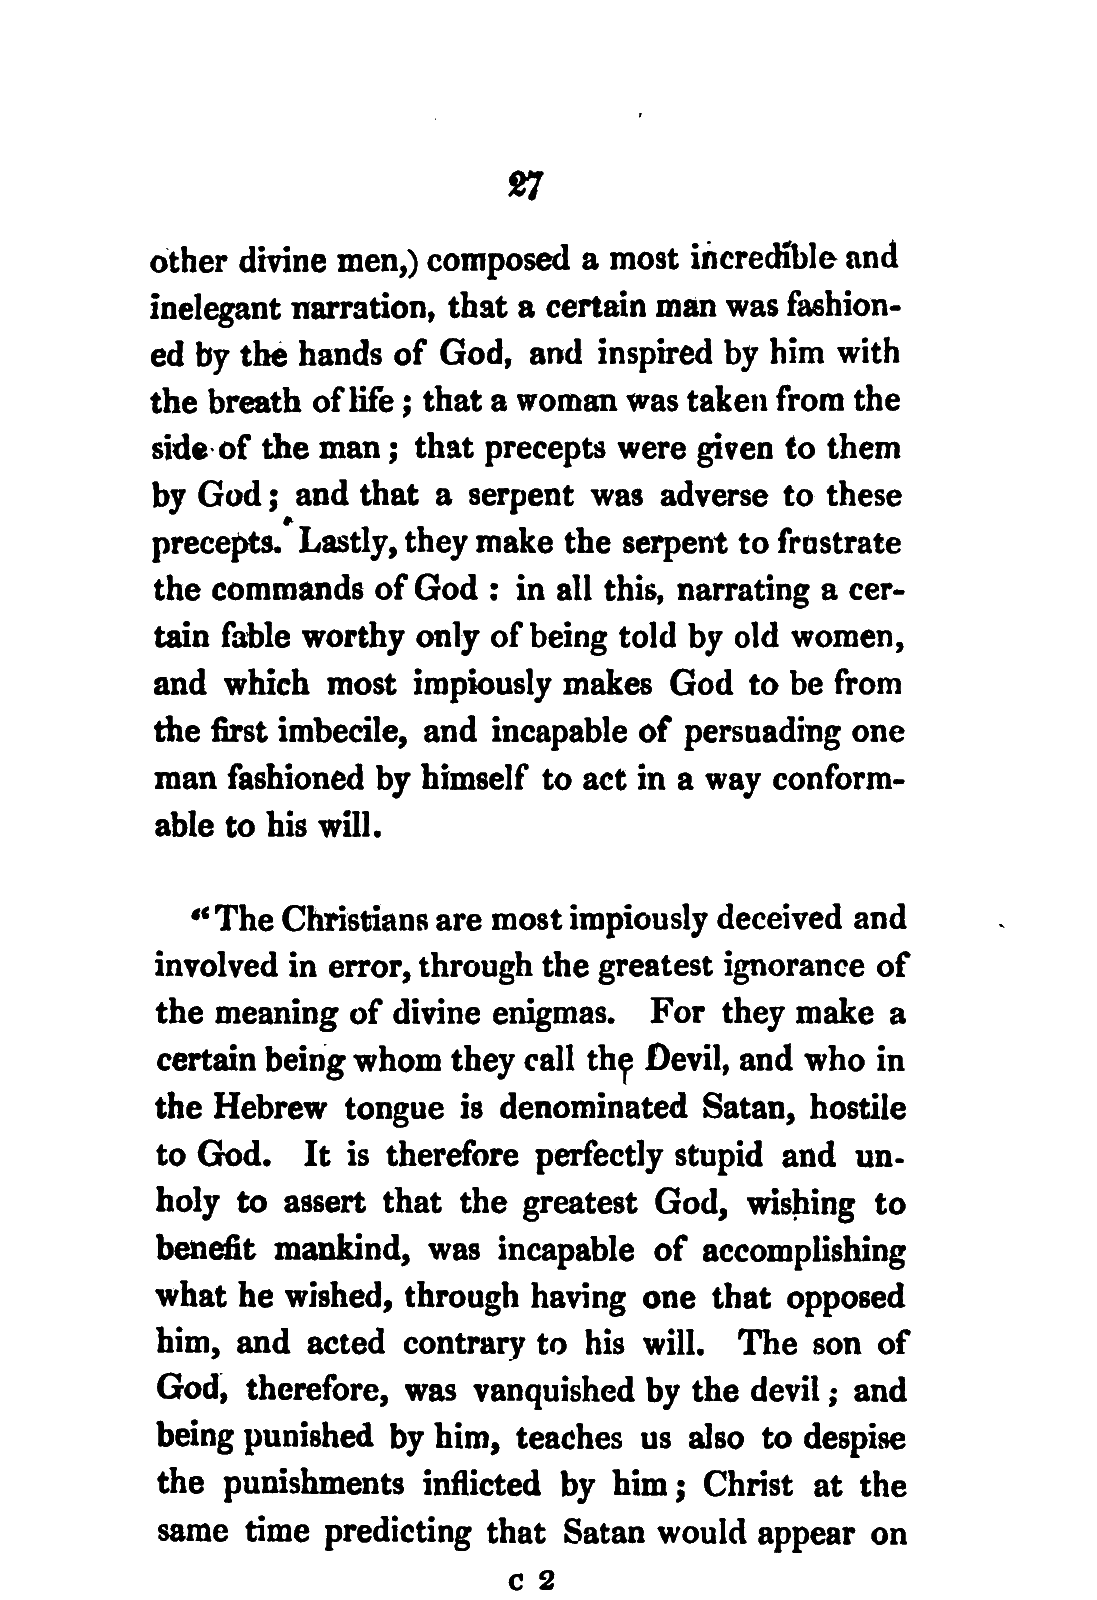 27
other divine men,) composed a most incredible and
inelegant narration, that a certain man was fashion-
ed by the hands of God, and inspired by him with
the breath of life ; that a woman was taken from the
side of the man ; that precepts were given to them
by God ; and that a serpent was adverse to these
precepts. Lastly, they make the serpent to frustrate
the commands of God : in all this, narrating a cer-
tain fable worthy only of being told by old women,
and which most impiously makes God to be from
the first imbecile, and incapable of persuading one
man fashioned by himself to act in a way conform-
able to his will.
“The Christians are most impiously deceived and
involved in error, through the greatest ignorance of
the meaning of divine enigmas. For they make a
certain being whom they call the Devil, and who in
the Hebrew tongue is denominated Satan, hostile
to God. It is therefore perfectly stupid and un-
holy to assert that the greatest God, wishing to
benefit mankind, was incapable of accomplishing
what he wished, through having one that opposed
him, and acted contrary to his will. The son of
God, therefore, was vanquished by the devil ; and
being punished by him, teaches us also to despise
the punishments inflicted by him ; Christ at the
same time predicting that Satan would appear on
C 2